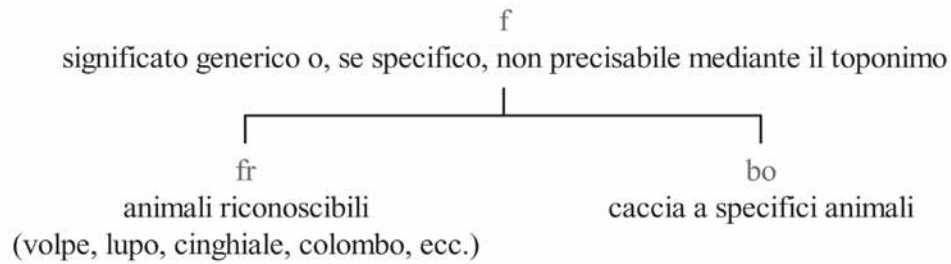 f
significato generico o, se specifico, non precisabile mediante il toponimo
fr
animali riconoscibili
(volpe, lupo, cinghiale, colombo, ecc.)
bo
caccia a specifici animali